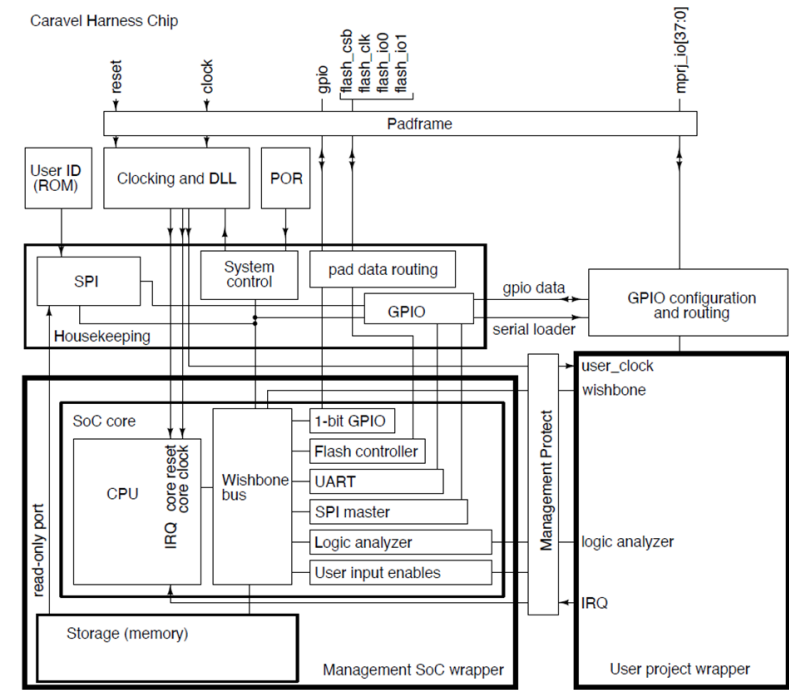 Caravel Harness Chip
reset
clock
gpio
flash_csb
flash_clk
flash_io0
flash_io1
mprj_io[37:0]
Padframe
User ID
(ROM)
Clocking and DLL
POR
SPI
System
control
pad data routing
GPIO
Housekeeping
gpio data
serial loader
GPIO configuration
and routing
user_clock
wishbone
SoC core
CPU
IRQ
core reset
core clock
Wishbone
bus
1-bit GPIO
Flash controller
UART
SPI master
Logic analyzer
User input enables
Management Protect
logic analyzer
IRQ
read-only port
Storage (memory)
Management SoC wrapper
User project wrapper